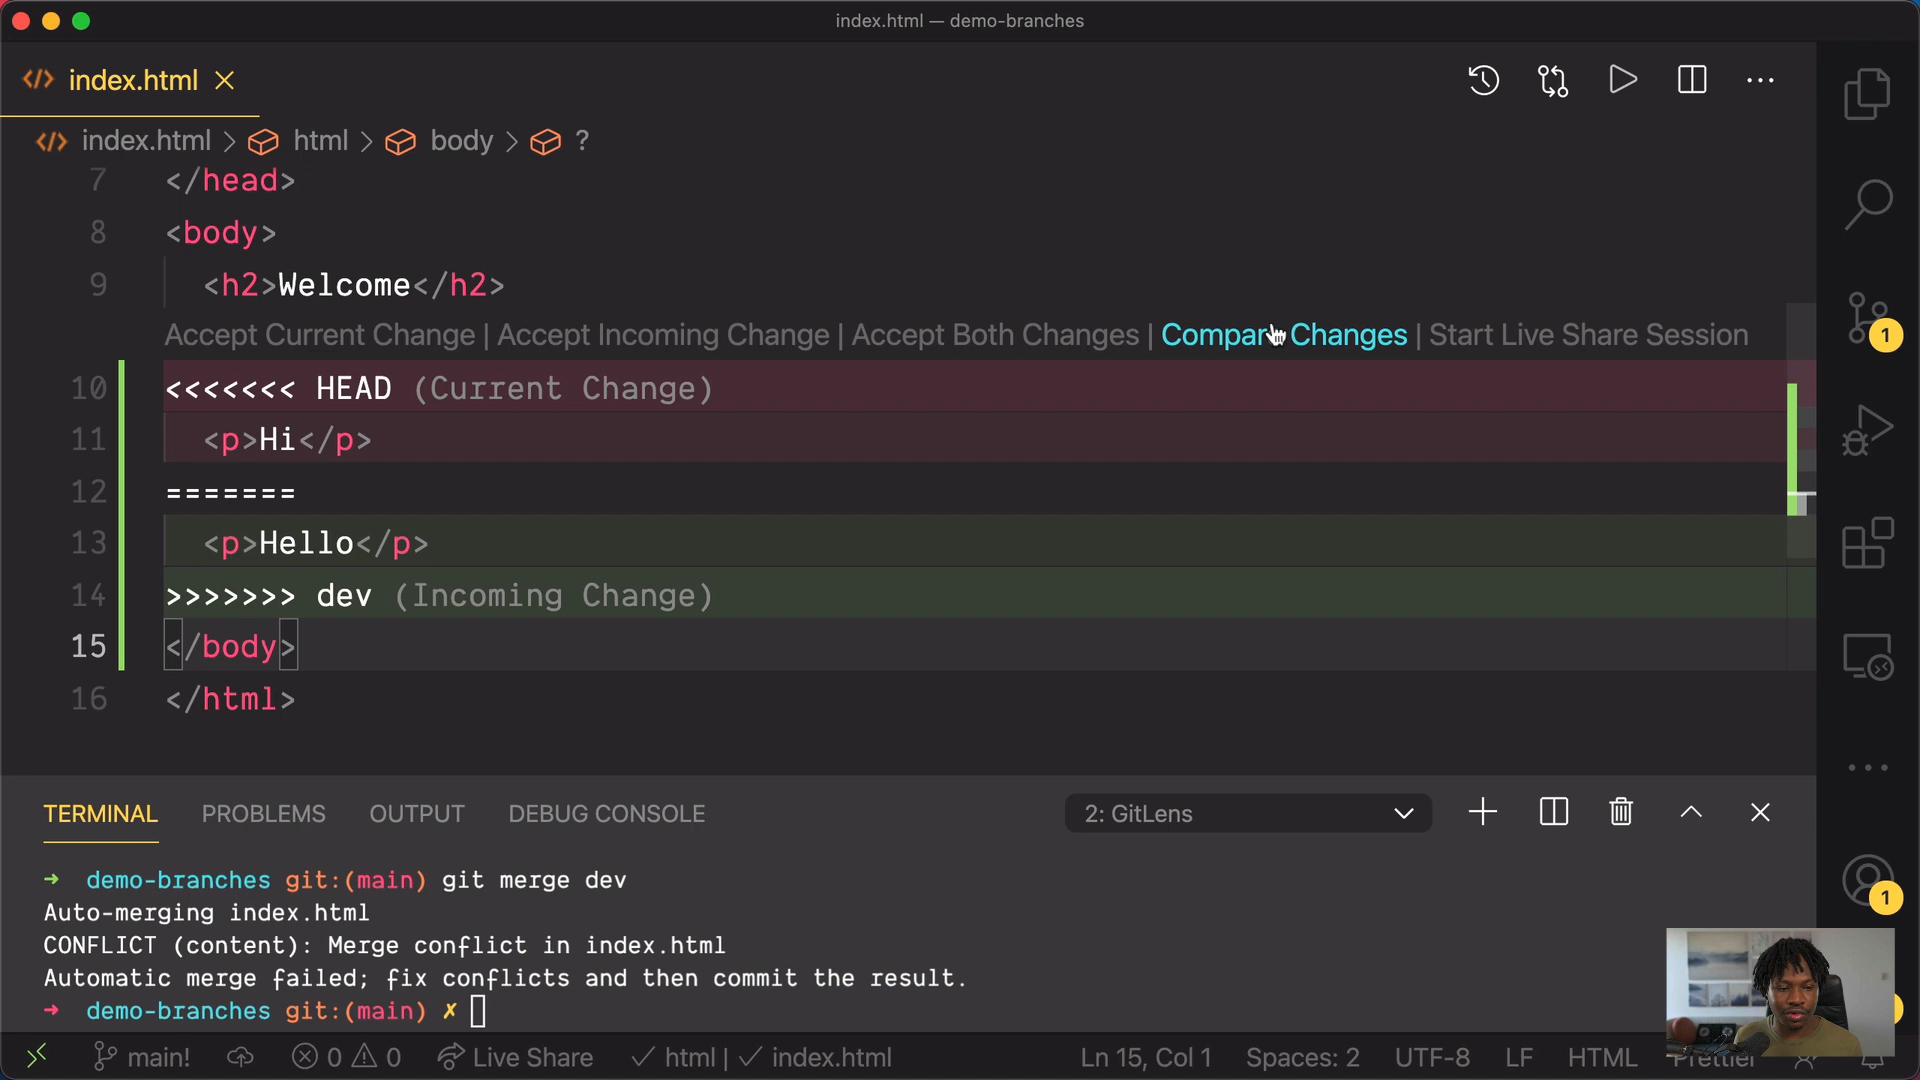 index.html — demo-branches
index.html
index.html > html > body > ?
7 </head>
8 <body>
9 <h2>Welcome</h2>
Accept Current Change | Accept Incoming Change | Accept Both Changes | Compare Changes | Start Live Share Session
10 <<<<<<< HEAD (Current Change)
11 <p>Hi</p>
12 =======
13 <p>Hello</p>
14 >>>>>>> dev (Incoming Change)
15 </body>
16 </html>
1
TERMINAL PROBLEMS OUTPUT DEBUG CONSOLE 2: GitLens
➜ demo-branches git:(main) git merge dev
Auto-merging index.html
CONFLICT (content): Merge conflict in index.html
Automatic merge failed; fix conflicts and then commit the result.
➜ demo-branches git:(main) ✗
1
main! 0 0 Live Share ✓ html | ✓ index.html Ln 15, Col 1 Spaces: 2 UTF-8 LF HTML Prettier